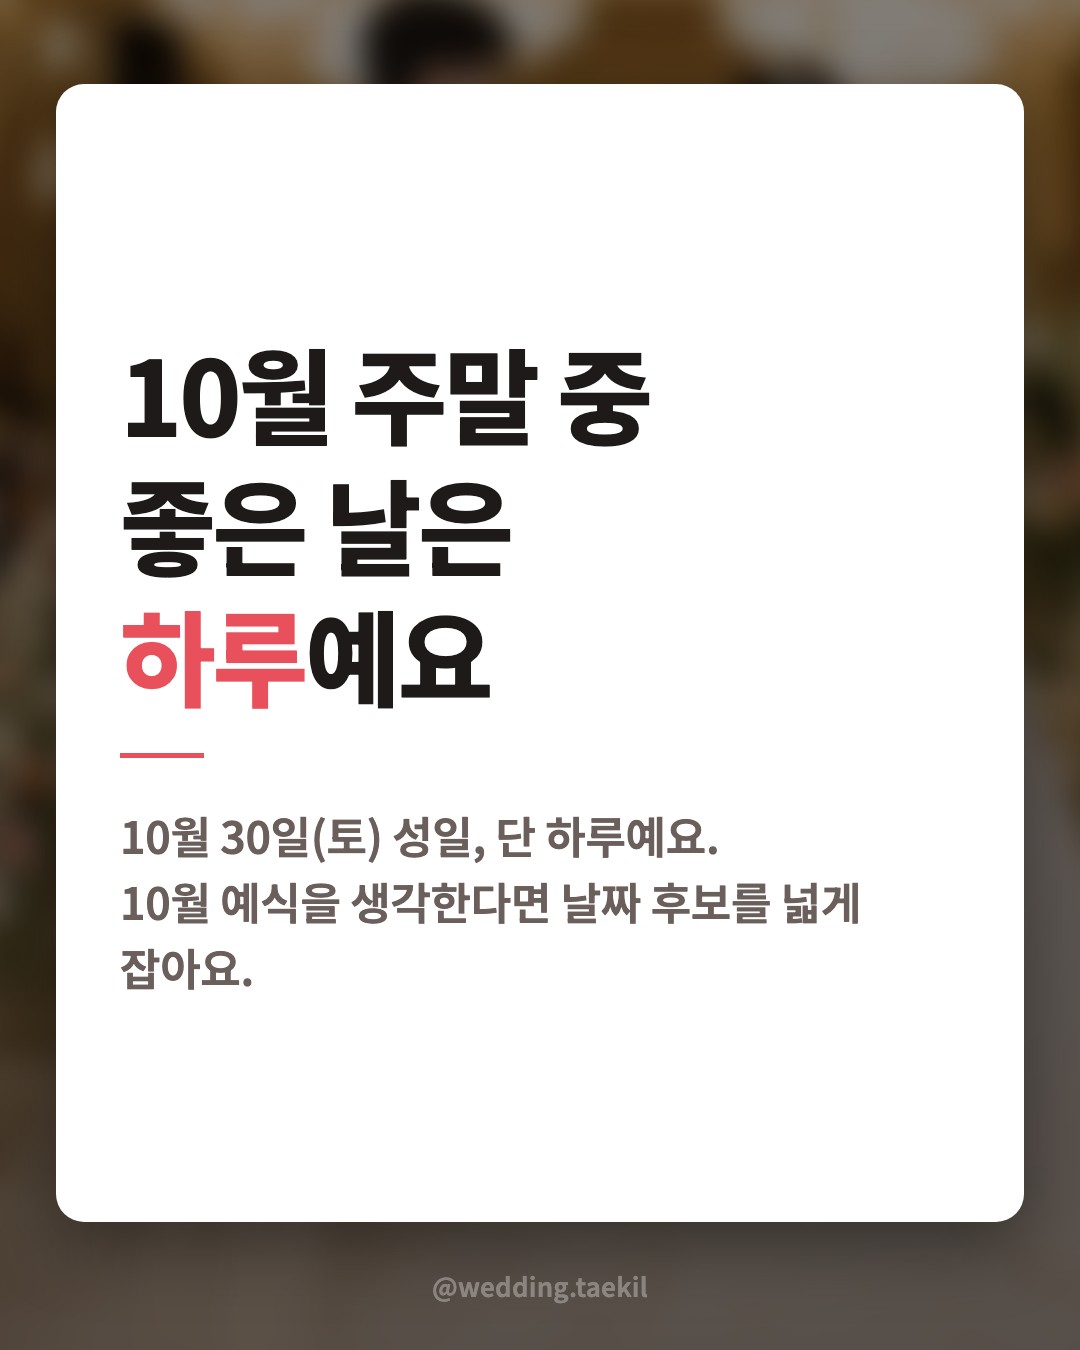 10월 주말 중
좋은 날은
하루예요
10월 30일(토) 성일, 단 하루예요.
10월 예식을 생각한다면 날짜 후보를 넓게
잡아요.
@wedding.taekil